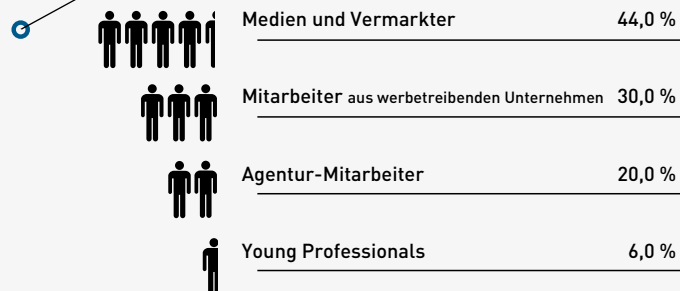 Medien und Vermarkter 44,0 %
Mitarbeiter aus werbetreibenden Unternehmen 30,0 %
Agentur-Mitarbeiter 20,0 %
Young Professionals 6,0 %